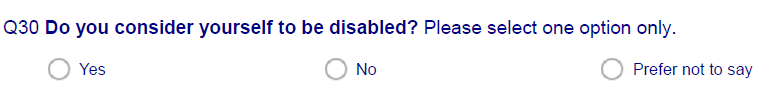 Q30 Do you consider yourself to be disabled? Please select one option only.
Yes No Prefer not to say